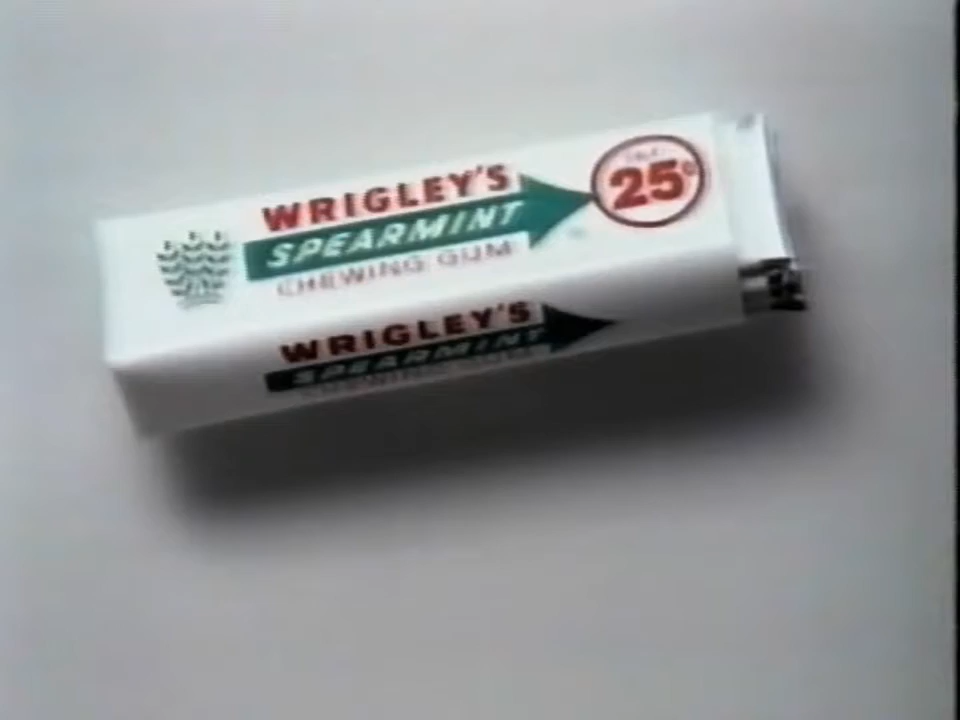 WRIGLEY'S
SPEARMINT
CHEWING GUM
25¢
WRIGLEY'S
SPEARMINT